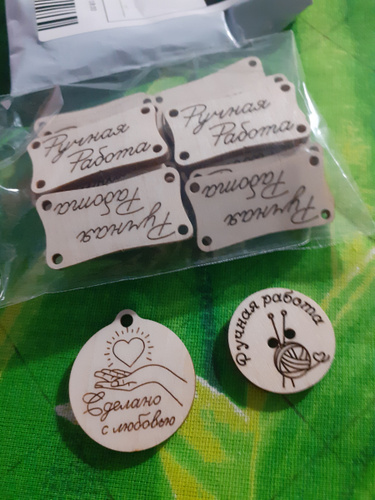 Ручная
Работа
Ручная
Работа
Ручная
Работа
Ручная
Работа
Сделано
с любовью
Ручная работа